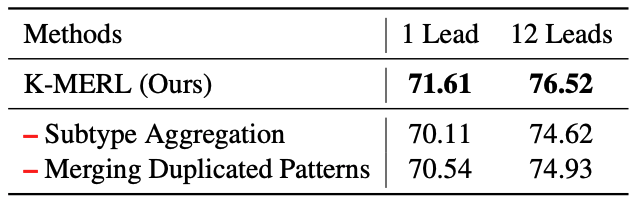 Methods 1 Lead 12 Leads
K-MERL (Ours) 71.61 76.52
– Subtype Aggregation 70.11 74.62
– Merging Duplicated Patterns 70.54 74.93